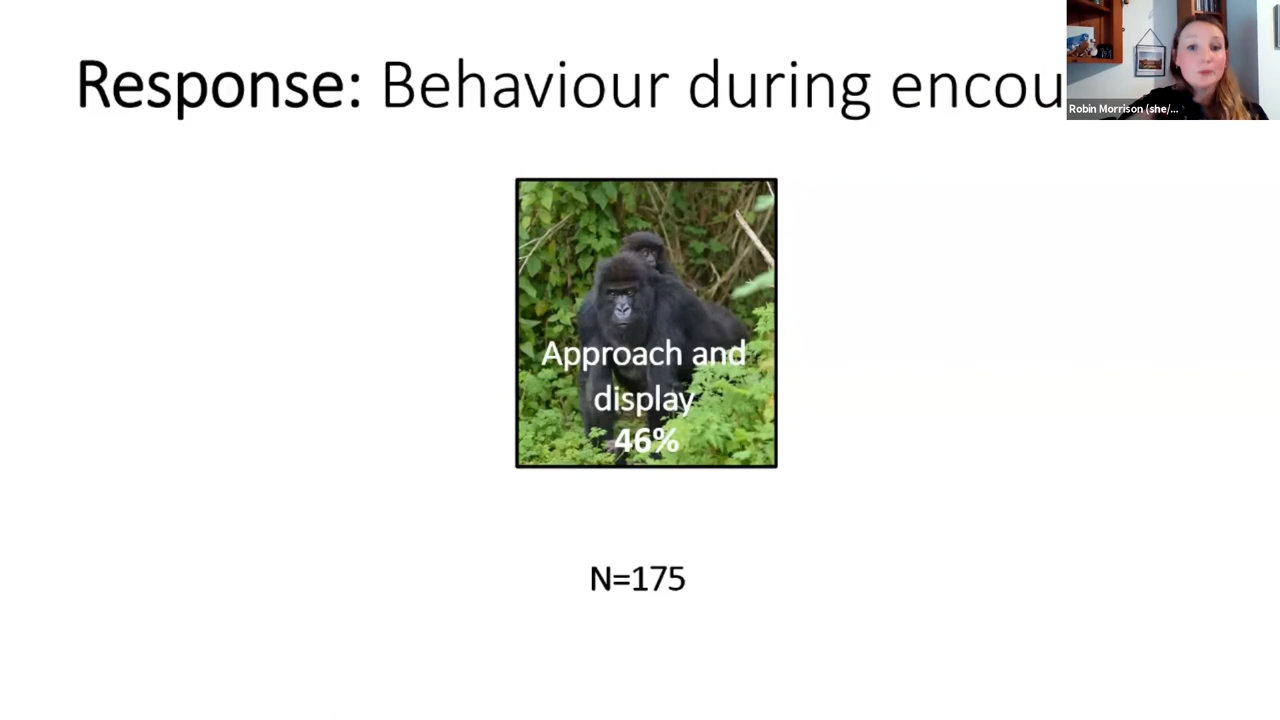 Response: Behaviour during encou
Robin Morrison (she/...
Approach and
display
46%
N=175